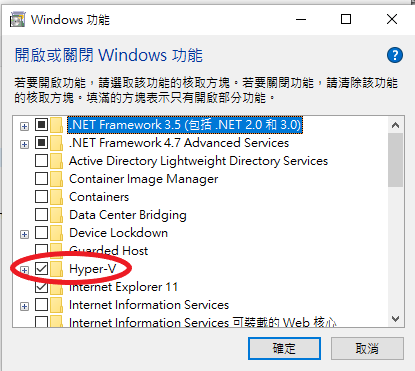 Windows 功能
開啟或關閉 Windows 功能
若要開啟功能，請選取該功能的核取方塊。若要關閉功能，請清除該功能
的核取方塊。填滿的方塊表示只有開啟部分功能。
.NET Framework 3.5 (包括 .NET 2.0 和 3.0)
.NET Framework 4.7 Advanced Services
Active Directory Lightweight Directory Services
Container Image Manager
Containers
Data Center Bridging
Device Lockdown
Guarded Host
Hyper-V
Internet Explorer 11
Internet Information Services
Internet Information Services 可裝載的 Web 核心
確定
取消